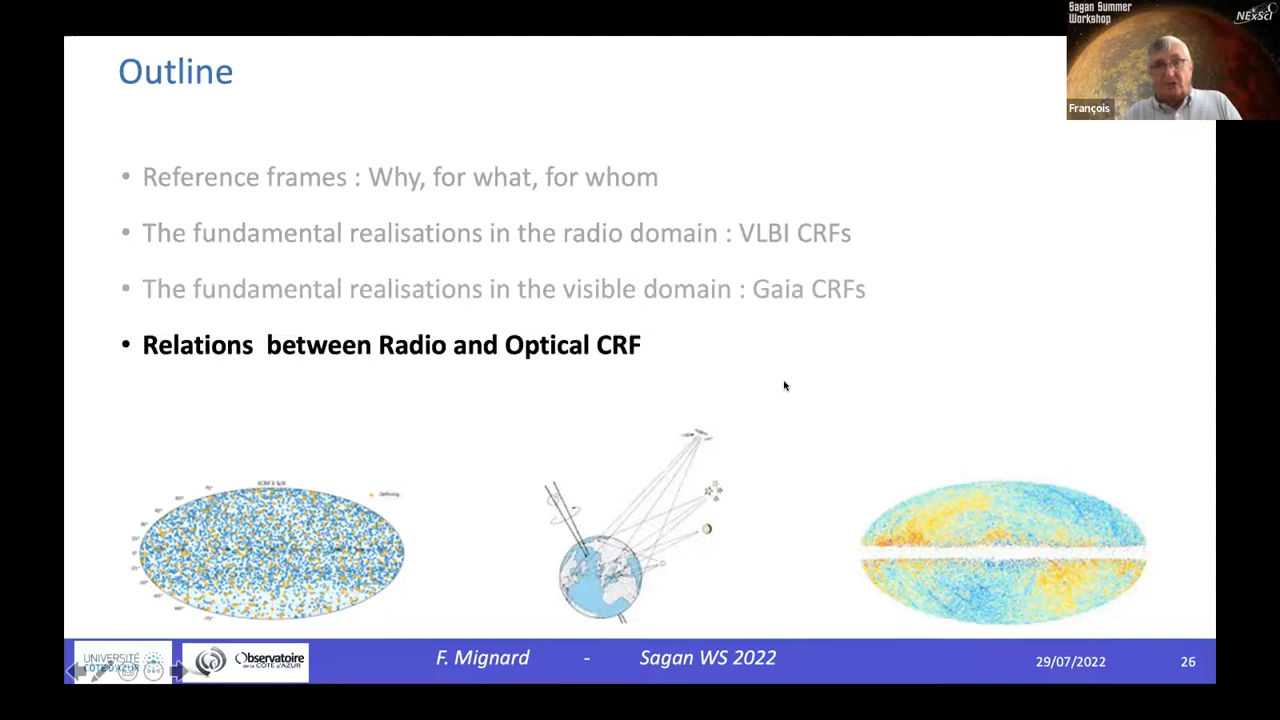 Outline
Sagan Summer
Workshop
NExScI
François
• Reference frames : Why, for what, for whom
• The fundamental realisations in the radio domain : VLBI CRFs
• The fundamental realisations in the visible domain : Gaia CRFs
• Relations between Radio and Optical CRF
ICRF3 S/X
Defining
UNIVERSITÉ
CÔTE D'AZUR
Observatoire
de la CÔTE d'AZUR
F. Mignard - Sagan WS 2022
29/07/2022
26